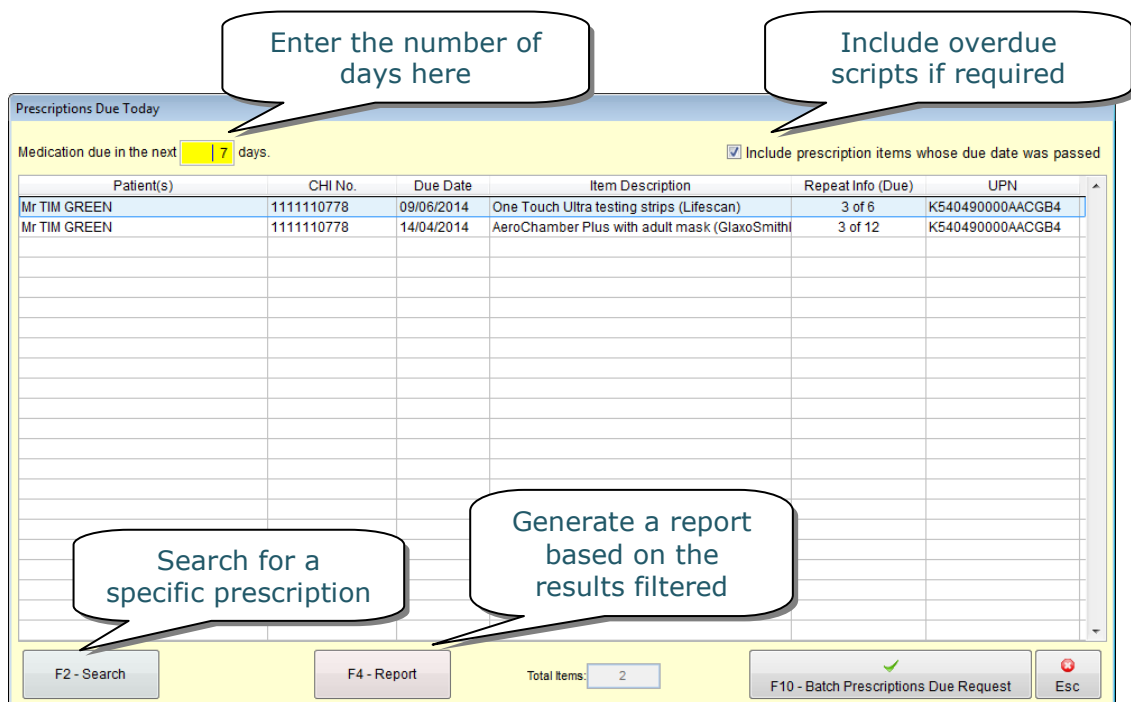 Enter the number of
days here
Include overdue
scripts if required
Prescriptions Due Today
Medication due in the next 7 days.
Include prescription items whose due date was passed
Patient(s) CHI No. Due Date Item Description Repeat Info (Due) UPN
Mr TIM GREEN 1111110778 09/06/2014 One Touch Ultra testing strips (Lifescan) 3 of 6 K540490000AACGB4
Mr TIM GREEN 1111110778 14/04/2014 AeroChamber Plus with adult mask (GlaxoSmithl 3 of 12 K540490000AACGB4
Search for a
specific prescription
Generate a report
based on the
results filtered
F2 - Search
F4 - Report
Total Items: 2
F10 - Batch Prescriptions Due Request
Esc